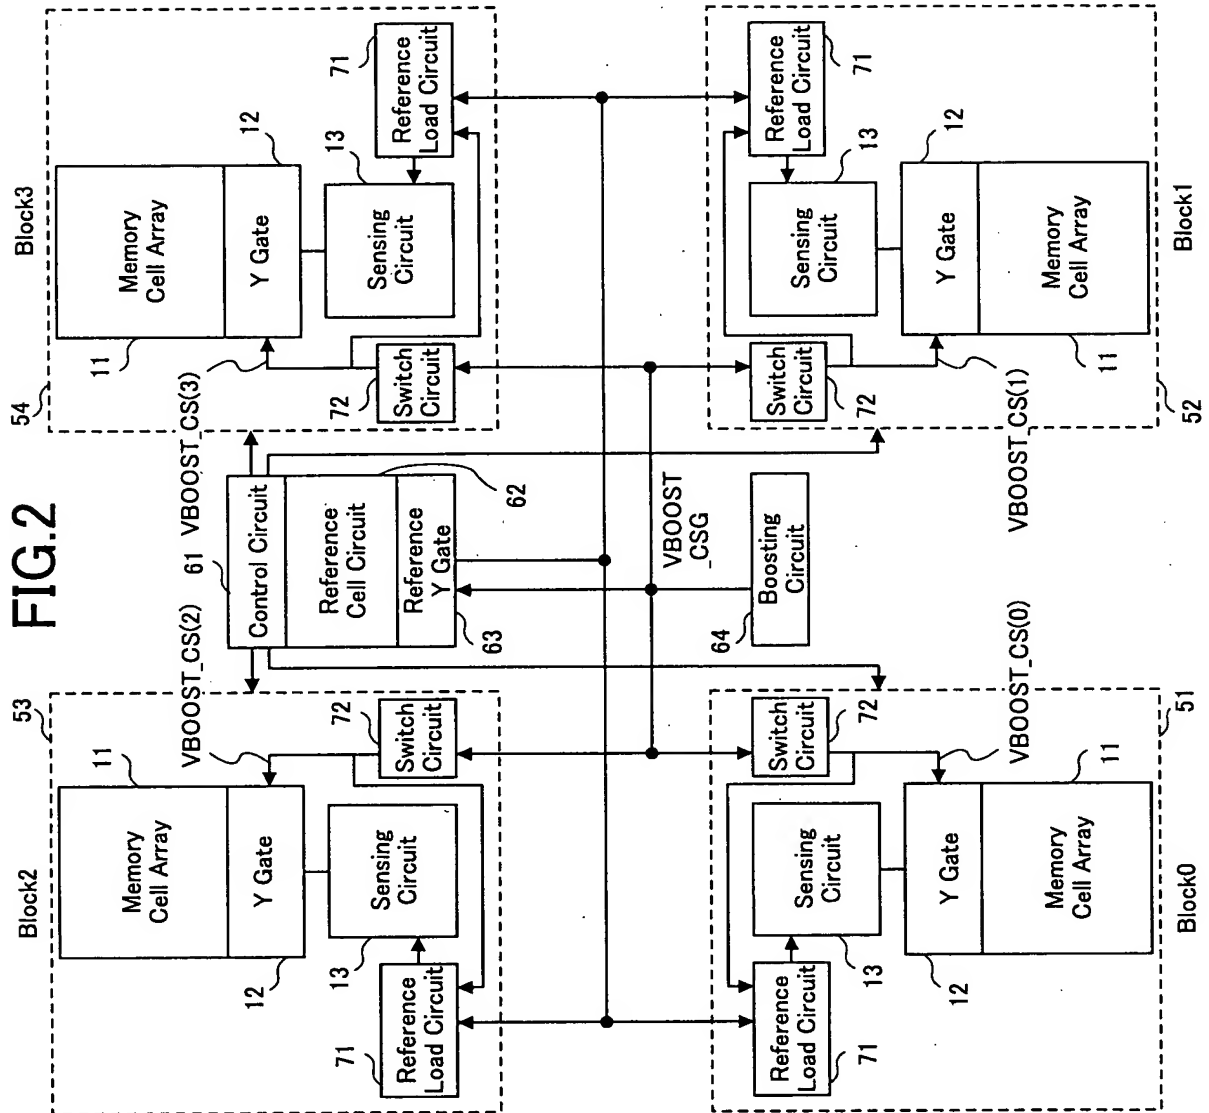 FIG.2
Block2
53
Memory
Cell Array
11
Y Gate
12
VBOOST_CS(2)
13
Sensing
Circuit
71
Reference
Load Circuit
72
Switch
Circuit
61
Control Circuit
Reference
Cell Circuit
62
Reference
Y Gate
63
Block3
54
Memory
Cell Array
11
Y Gate
12
VBOOST_CS(3)
13
Sensing
Circuit
71
Reference
Load Circuit
72
Switch
Circuit
VBOOST
_CSG
64
Boosting
Circuit
Reference
Load Circuit
71
Sensing
Circuit
13
Switch
Circuit
72
Y Gate
12
Memory
Cell Array
11
VBOOST_CS(0)
51
Block0
Switch
Circuit
72
Sensing
Circuit
13
Reference
Load Circuit
71
Y Gate
12
Memory
Cell Array
11
VBOOST_CS(1)
52
Block1